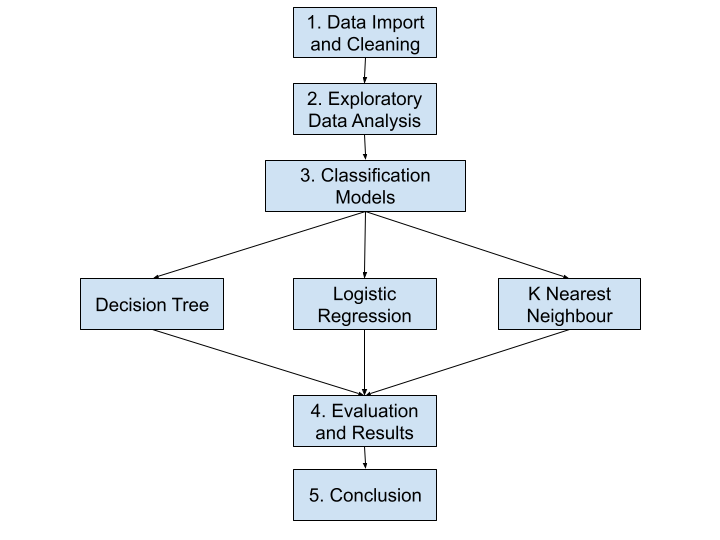 1. Data Import
and Cleaning
2. Exploratory
Data Analysis
3. Classification
Models
Decision Tree
Logistic
Regression
K Nearest
Neighbour
4. Evaluation
and Results
5. Conclusion